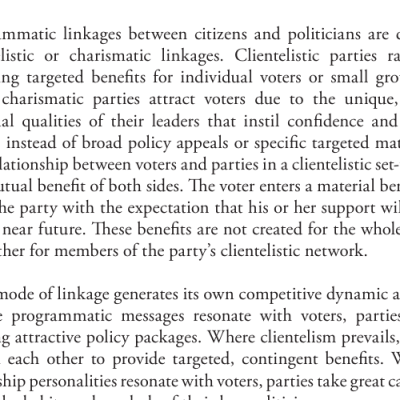 ammatic linkages between citizens and politicians are c
listic or charismatic linkages. Clientelistic parties ra
ng targeted benefits for individual voters or small gro
charismatic parties attract voters due to the unique,
al qualities of their leaders that instil confidence and
instead of broad policy appeals or specific targeted mat
lationship between voters and parties in a clientelistic set-
utual benefit of both sides. The voter enters a material ben
he party with the expectation that his or her support wil
near future. These benefits are not created for the whole
ther for members of the party’s clientelistic network.
mode of linkage generates its own competitive dynamic a
e programmatic messages resonate with voters, parties
g attractive policy packages. Where clientelism prevails,
each other to provide targeted, contingent benefits. W
ship personalities resonate with voters, parties take great ca